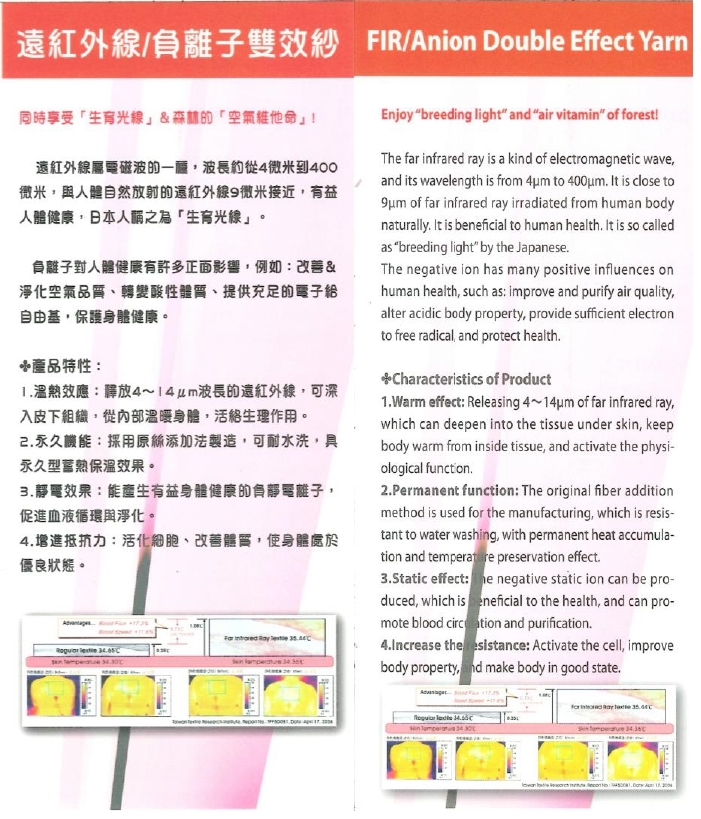 遠紅外線/負離子雙效紗
同時享受「生育光線」&森林的「空氣維他命」!
遠紅外線屬電磁波的一種,波長約從4微米到400
微米,與人體自然放射的遠紅外線9微米接近,有益
人體健康,日本人稱之為「生育光線」。
負離子對人體健康有許多正面影響,例如:改善&
淨化空氣品質、轉變酸性體質、提供充足的電子給
自由基,保護身體健康。
✤產品特性:
1.溫熱效應:釋放4~14μm波長的遠紅外線,可深
入皮下組織,從內部溫暖身體,活絡生理作用。
2.永久機能:採用原絲添加法製造,可耐水洗,具
永久型蓄熱保溫效果。
3.靜電效果:能產生有益身體健康的負靜電離子,
促進血液循環與淨化。
4.增進抵抗力:活化細胞、改善體質,使身體處於
優良狀態。
Advantages... Blood Flux +17.2%
Blood Speed +11.6%
Regular Textile 34.65℃
Far Infrared Ray Textile 35.44℃
Skin Temperature 34.30℃
Skin Temperature 34.36℃
Taiwan Textile Research Institute, Report No.: TFF5D081, Date: April 17, 2006
FIR/Anion Double Effect Yarn
Enjoy "breeding light" and "air vitamin" of forest!
The far infrared ray is a kind of electromagnetic wave,
and its wavelength is from 4μm to 400μm. It is close to
9μm of far infrared ray irradiated from human body
naturally. It is beneficial to human health. It is so called
as "breeding light" by the Japanese.
The negative ion has many positive influences on
human health, such as: improve and purify air quality,
alter acidic body property, provide sufficient electron
to free radical, and protect health.
✤Characteristics of Product
1.Warm effect: Releasing 4~14μm of far infrared ray,
which can deepen into the tissue under skin, keep
body warm from inside tissue, and activate the physi-
ological function.
2.Permanent function: The original fiber addition
method is used for the manufacturing, which is resis-
tant to water washing, with permanent heat accumula-
tion and temperature preservation effect.
3.Static effect: The negative static ion can be pro-
duced, which is beneficial to the health, and can pro-
mote blood circulation and purification.
4.Increase the resistance: Activate the cell, improve
body property, and make body in good state.
Advantages... Blood Flux +17.2%
Blood Speed +11.6%
Regular Textile 34.65℃
Far Infrared Ray Textile 35.44℃
Skin Temperature 34.30℃
Skin Temperature 34.36℃
Taiwan Textile Research Institute, Report No.: TFF5D081, Date: April 17, 2006